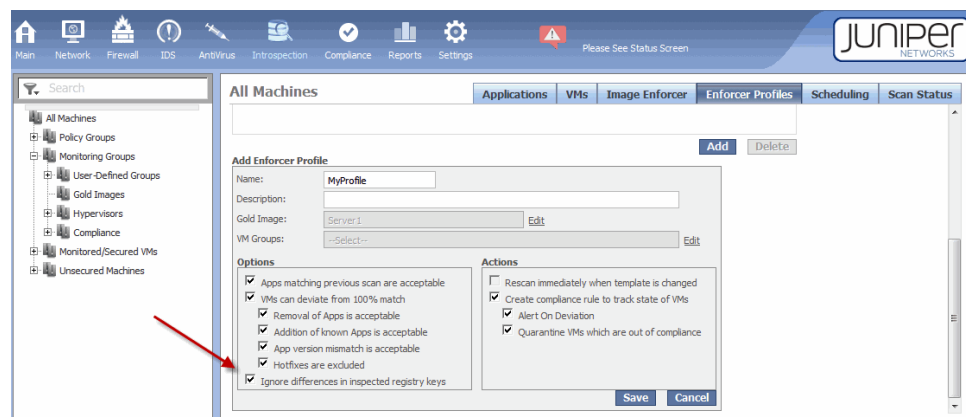 Main Network Firewall IDS AntiVirus Introspection Compliance Reports Settings Please See Status Screen JUNIPEr
NETWORKS
Search
All Machines
Policy Groups
Monitoring Groups
User-Defined Groups
Gold Images
Hypervisors
Compliance
Monitored/Secured VMs
Unsecured Machines
All Machines Applications VMs Image Enforcer Enforcer Profiles Scheduling Scan Status
Add Delete
Add Enforcer Profile
Name: MyProfile
Description:
Gold Image: Server1 Edit
VM Groups: --Select-- Edit
Options
Apps matching previous scan are acceptable
VMs can deviate from 100% match
Removal of Apps is acceptable
Addition of known Apps is acceptable
App version mismatch is acceptable
Hotfixes are excluded
Ignore differences in inspected registry keys
Actions
Rescan immediately when template is changed
Create compliance rule to track state of VMs
Alert On Deviation
Quarantine VMs which are out of compliance
Save Cancel